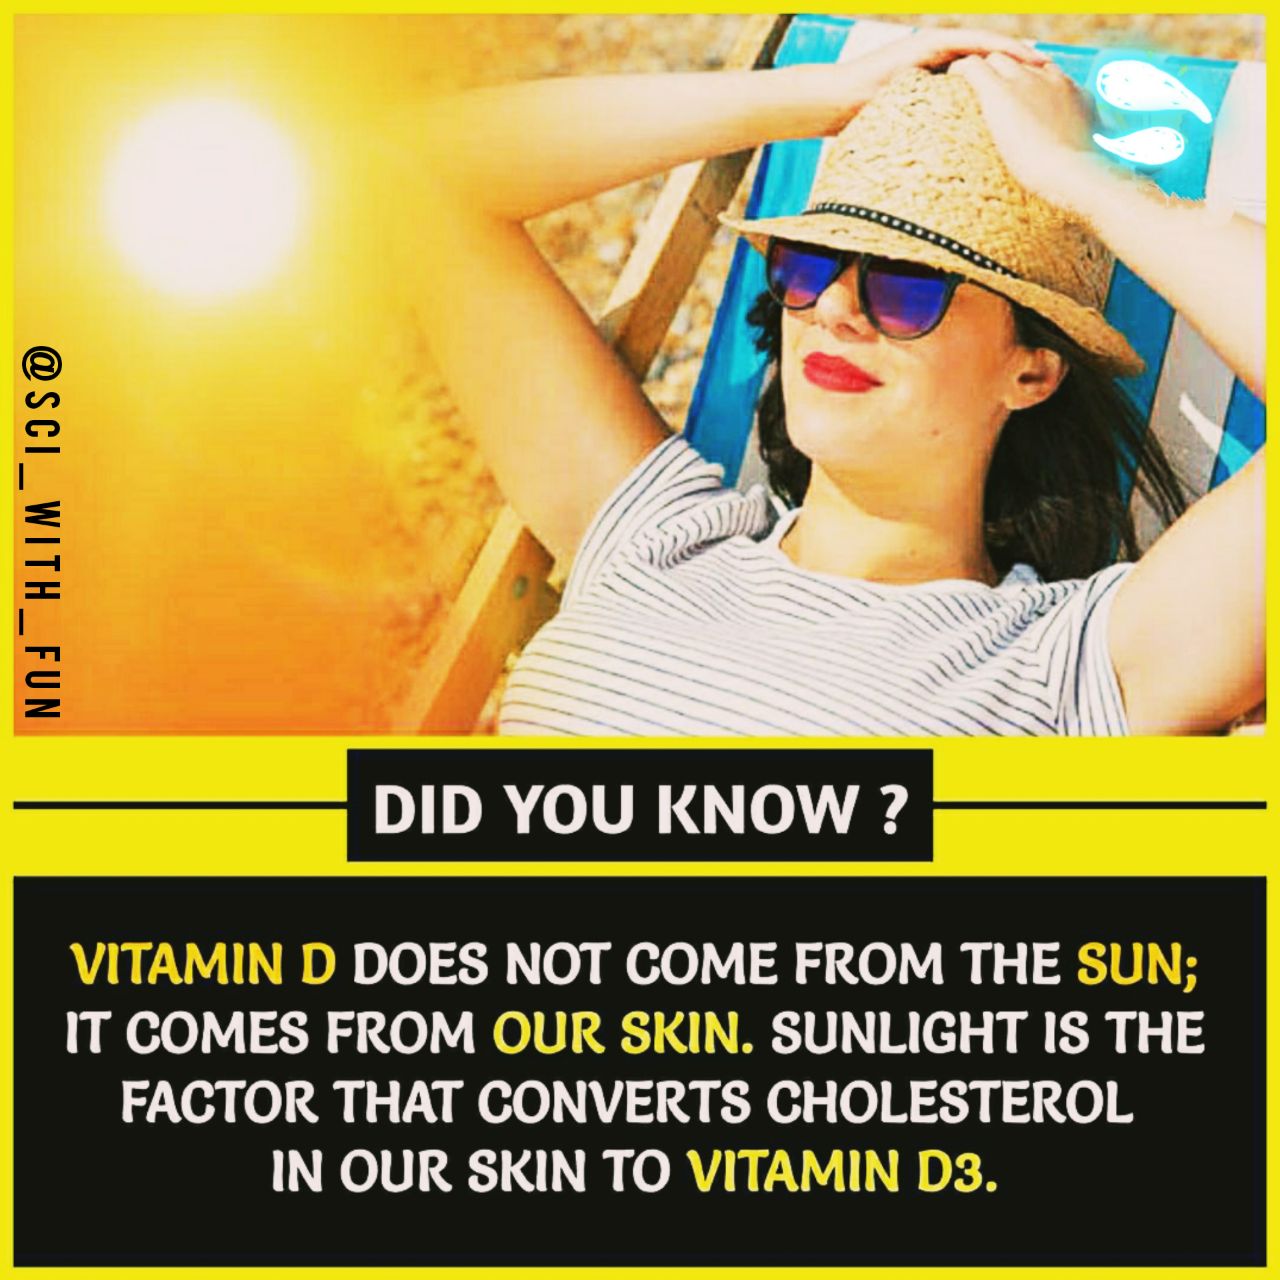 @SCI_WITH_FUN
DID YOU KNOW ?
VITAMIN D DOES NOT COME FROM THE SUN;
IT COMES FROM OUR SKIN. SUNLIGHT IS THE
FACTOR THAT CONVERTS CHOLESTEROL
IN OUR SKIN TO VITAMIN D3.